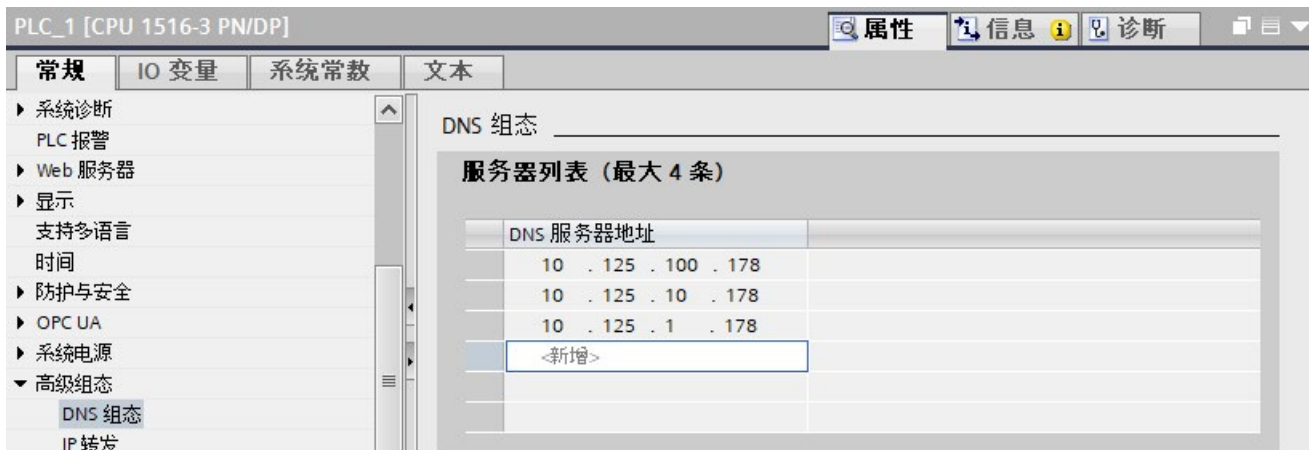 PLC_1 [CPU 1516-3 PN/DP]
属性 信息 诊断
常规 IO 变量 系统常数 文本
系统诊断
PLC 报警
Web 服务器
显示
支持多语言
时间
防护与安全
OPC UA
系统电源
高级组态
DNS 组态
IP 转发
DNS 组态
服务器列表（最大 4 条）
DNS 服务器地址
10 . 125 . 100 . 178
10 . 125 . 10 . 178
10 . 125 . 1 . 178
<新增>